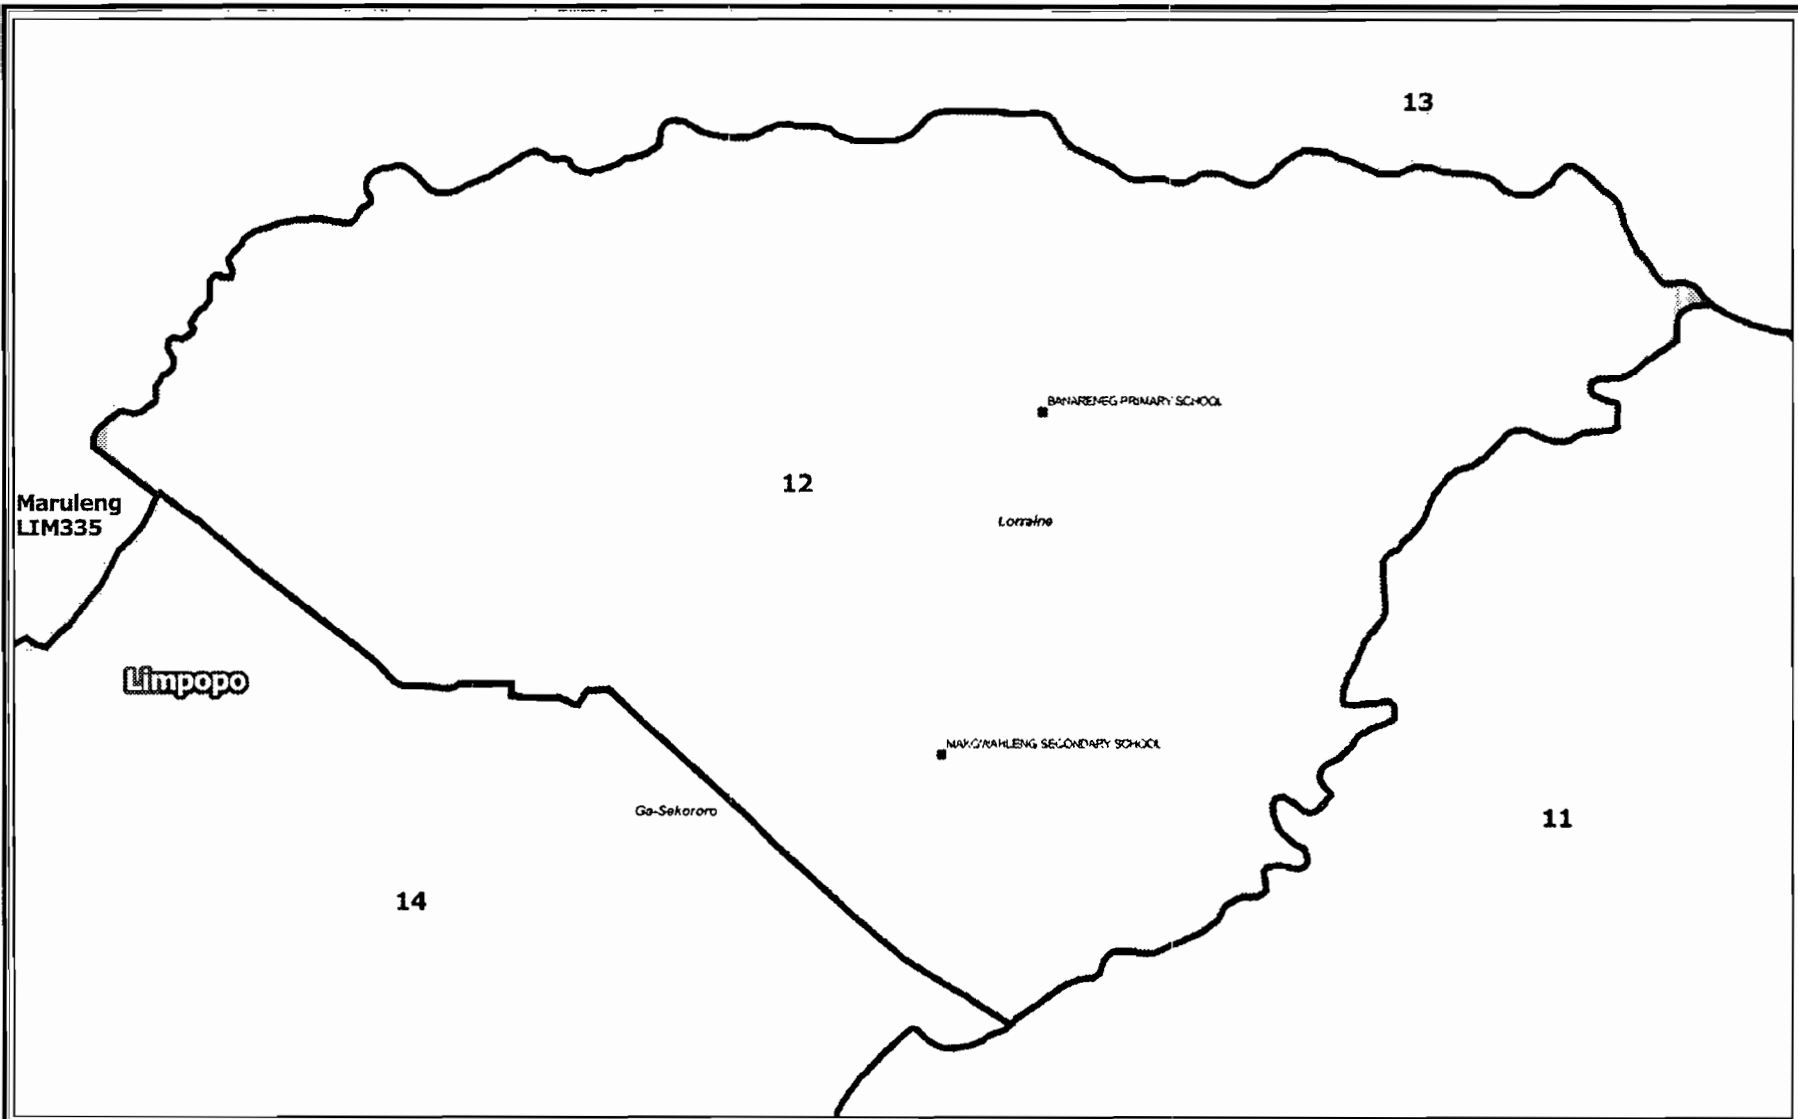 13
BANARENEG PRIMARY SCHOOL
12
Maruleng
LIM335
Lorraine
Limpopo
MAKGWAHLENG SECONDARY SCHOOL
Ga-Sekororo
11
14